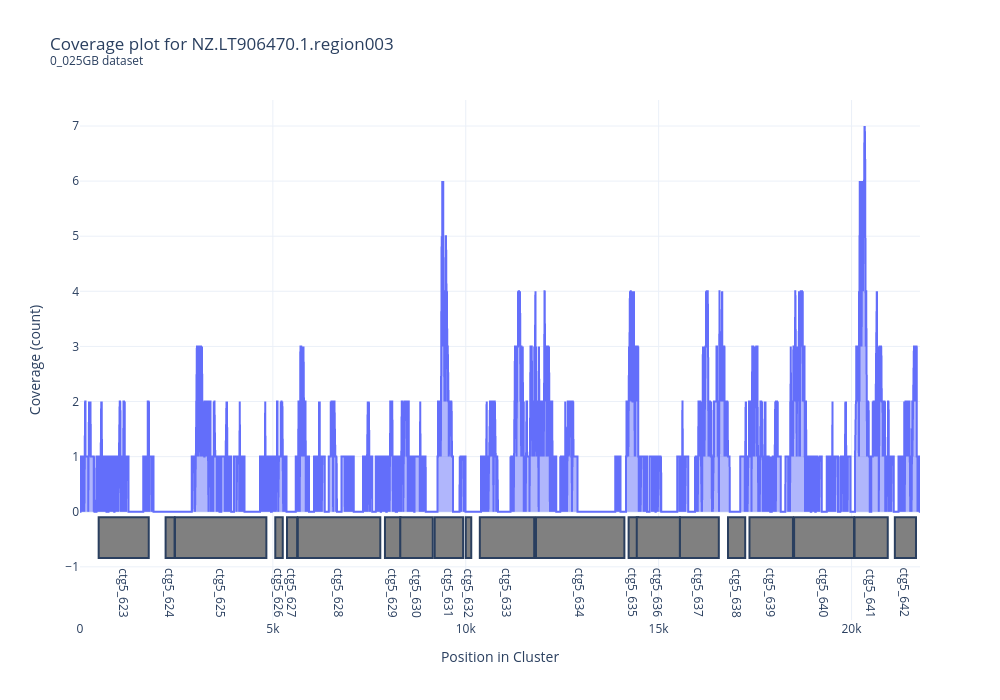 Coverage plot for NZ.LT906470.1.region003
0_025GB dataset
Coverage (count)
7
6
5
4
3
2
1
0
−1
ctg5_623
ctg5_624
ctg5_625
ctg5_626
ctg5_627
ctg5_628
ctg5_629
ctg5_630
ctg5_631
ctg5_632
ctg5_633
ctg5_634
ctg5_635
ctg5_636
ctg5_637
ctg5_638
ctg5_639
ctg5_640
ctg5_641
ctg5_642
0
5k
10k
15k
20k
Position in Cluster